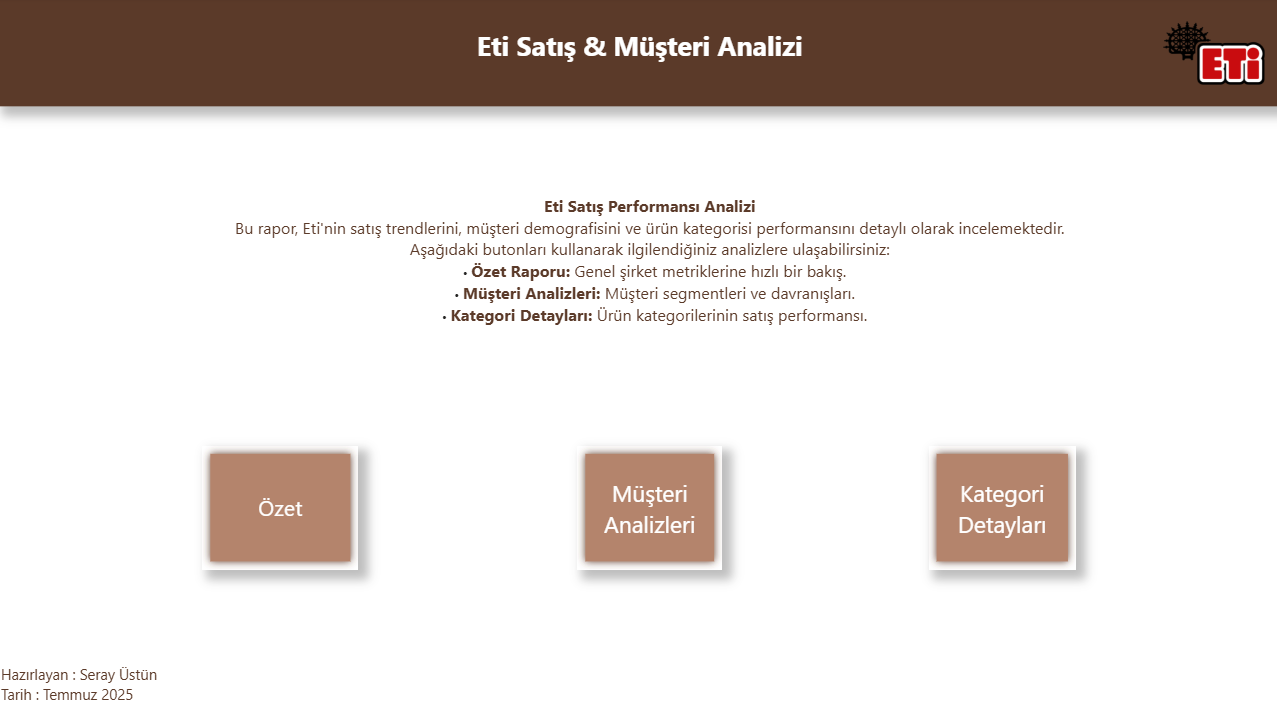 Eti Satış & Müşteri Analizi
ETİ
Eti Satış Performansı Analizi
Bu rapor, Eti'nin satış trendlerini, müşteri demografisini ve ürün kategorisi performansını detaylı olarak incelemektedir.
Aşağıdaki butonları kullanarak ilgilendiğiniz analizlere ulaşabilirsiniz:
• Özet Raporu: Genel şirket metriklerine hızlı bir bakış.
• Müşteri Analizleri: Müşteri segmentleri ve davranışları.
• Kategori Detayları: Ürün kategorilerinin satış performansı.
Özet
Müşteri
Analizleri
Kategori
Detayları
Hazırlayan : Seray Üstün
Tarih : Temmuz 2025